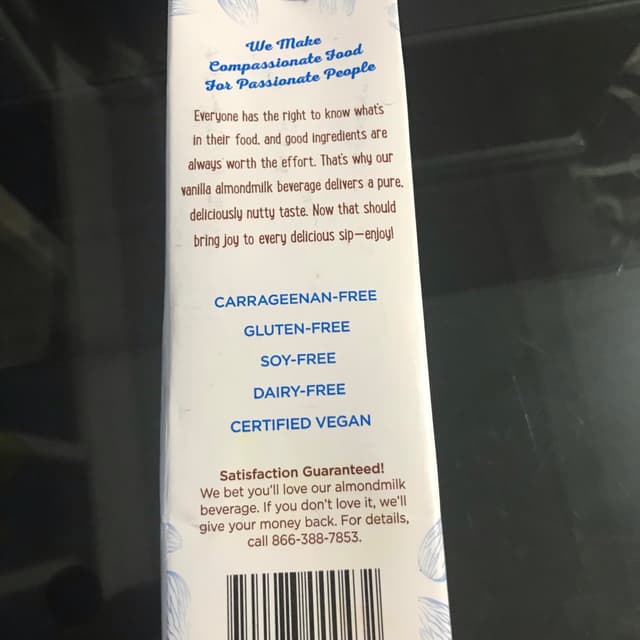 We Make
Compassionate Food
For Passionate People
Everyone has the right to know what's
in their food, and good ingredients are
always worth the effort. That's why our
vanilla almondmilk beverage delivers a pure,
deliciously nutty taste. Now that should
bring joy to every delicious sip—enjoy!
CARRAGEENAN-FREE
GLUTEN-FREE
SOY-FREE
DAIRY-FREE
CERTIFIED VEGAN
Satisfaction Guaranteed!
We bet you'll love our almondmilk
beverage. If you don't love it, we'll
give your money back. For details,
call 866-388-7853.